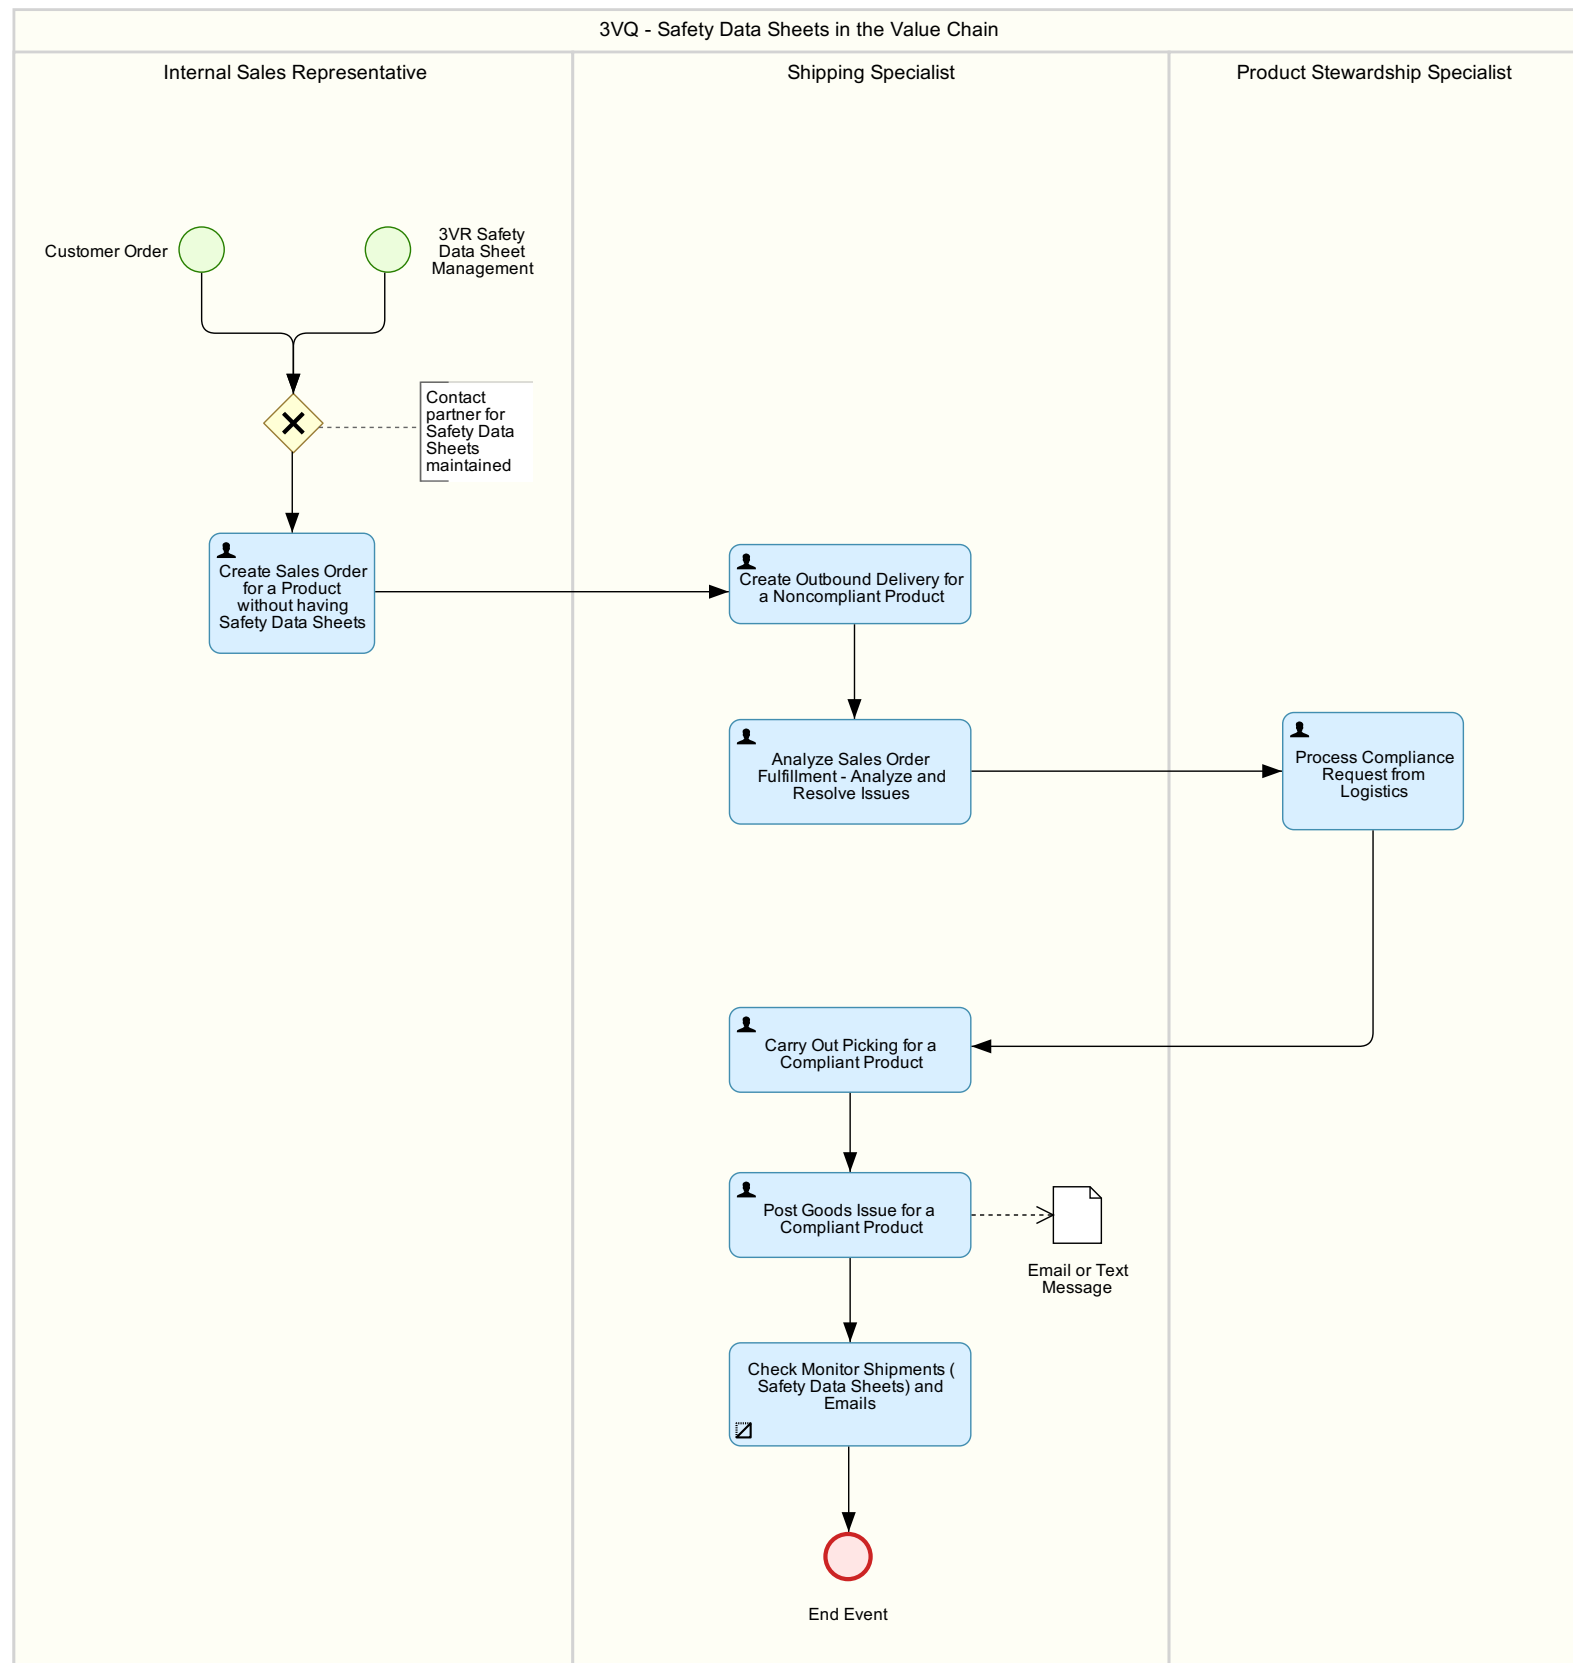 3VQ - Safety Data Sheets in the Value Chain
Internal Sales Representative
Shipping Specialist
Product Stewardship Specialist
Customer Order
3VR Safety
Data Sheet
Management
Contact
partner for
Safety Data
Sheets
maintained
Create Sales Order
for a Product
without having
Safety Data Sheets
Create Outbound Delivery for
a Noncompliant Product
Analyze Sales Order
Fulfillment - Analyze and
Resolve Issues
Process Compliance
Request from
Logistics
Carry Out Picking for a
Compliant Product
Post Goods Issue for a
Compliant Product
Email or Text
Message
Check Monitor Shipments (
Safety Data Sheets) and
Emails
End Event